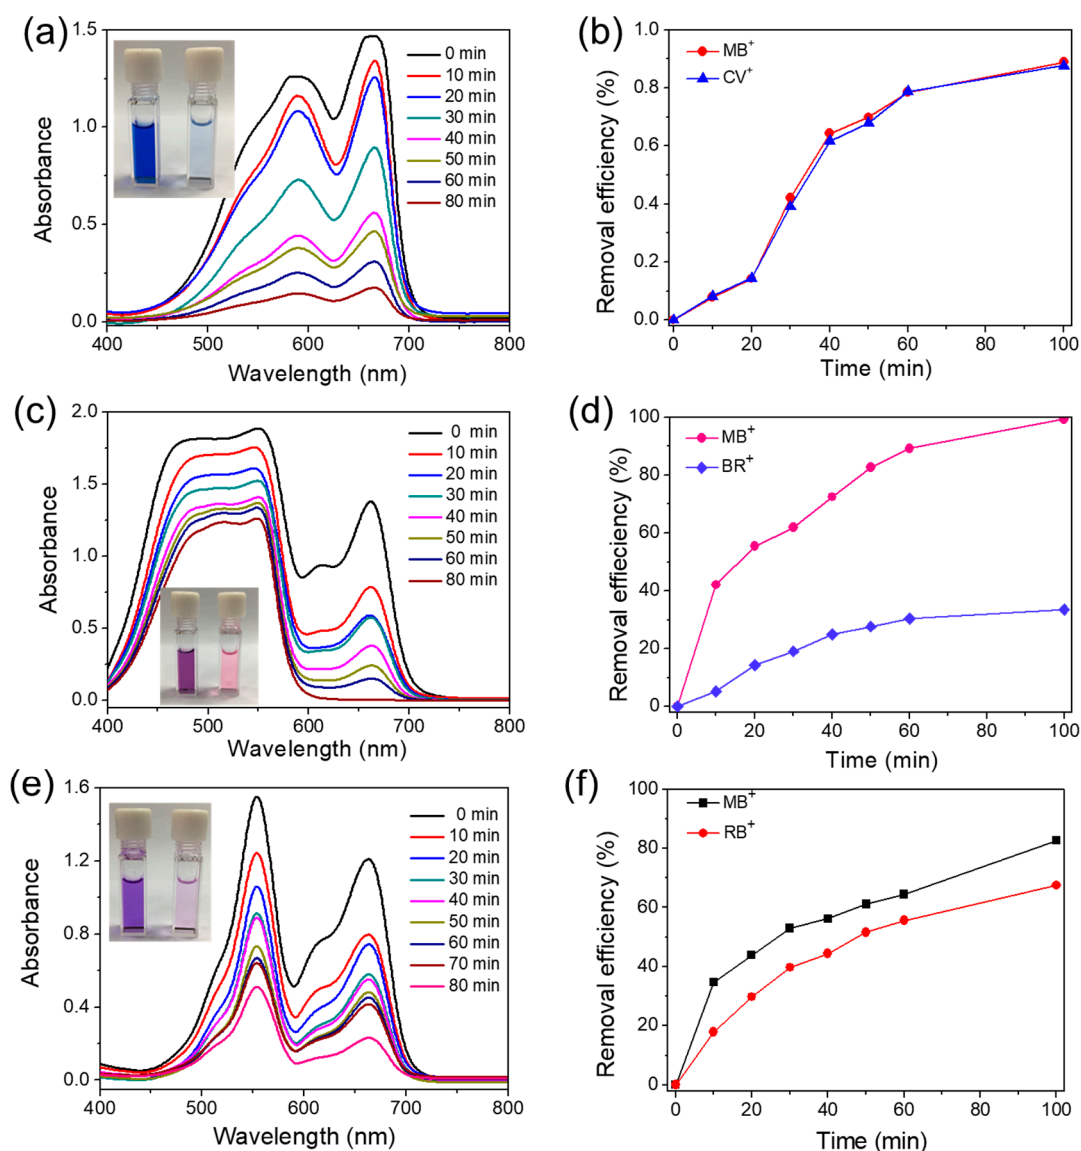 (a)
1.5
1.0
0.5
0.0
Absorbance
400 500 600 700 800
Wavelength (nm)
0 min
10 min
20 min
30 min
40 min
50 min
60 min
80 min
(b)
1.0
0.8
0.6
0.4
0.2
0.0
Removal efficiency (%)
MB+
CV+
0 20 40 60 80 100
Time (min)
(c)
2.0
1.5
1.0
0.5
0.0
Absorbance
400 500 600 700 800
Wavelength (nm)
0 min
10 min
20 min
30 min
40 min
50 min
60 min
80 min
(d)
100
80
60
40
20
0
Removal effieciency (%)
MB+
BR+
0 20 40 60 80 100
Time (min)
(e)
1.6
1.2
0.8
0.4
0.0
Absorbance
400 500 600 700 800
Wavelength (nm)
0 min
10 min
20 min
30 min
40 min
50 min
60 min
70 min
80 min
(f)
100
80
60
40
20
0
Removal efficiency (%)
MB+
RB+
0 20 40 60 80 100
Time (min)